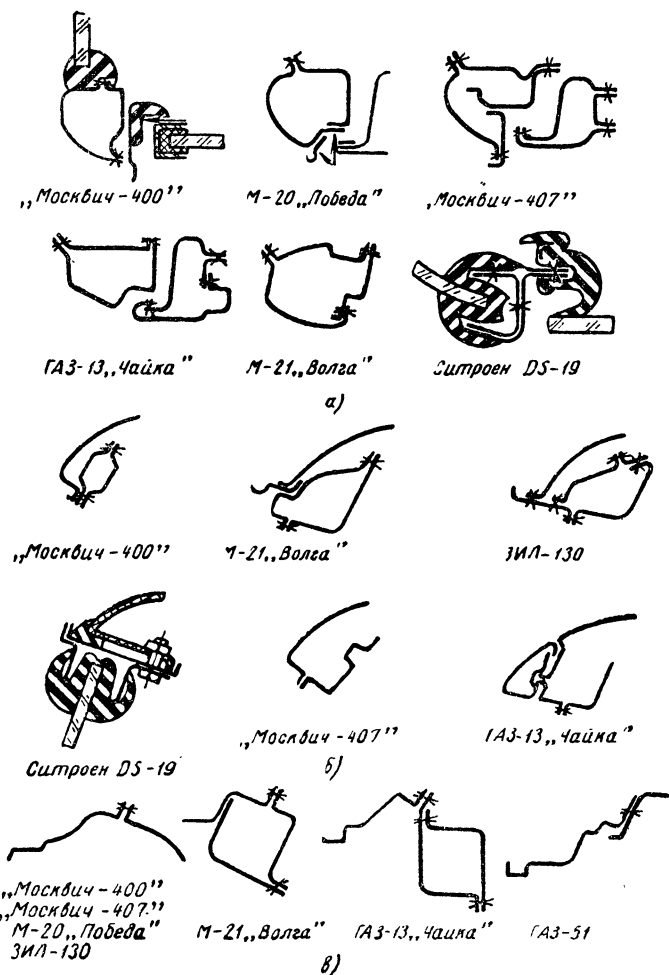 „Москвич-400”
М-20„Победа”
„Москвич-407”
ГАЗ-13„Чайка”
М-21„Волга”
Ситроен DS-19
а)
„Москвич-400”
М-21„Волга”
ЗИЛ-130
Ситроен DS-19
„Москвич-407”
ГАЗ-13„Чайка”
б)
„Москвич-400”
„Москвич-407”
М-20„Победа”
ЗИЛ-130
М-21„Волга”
ГАЗ-13„Чайка”
ГАЗ-51
в)